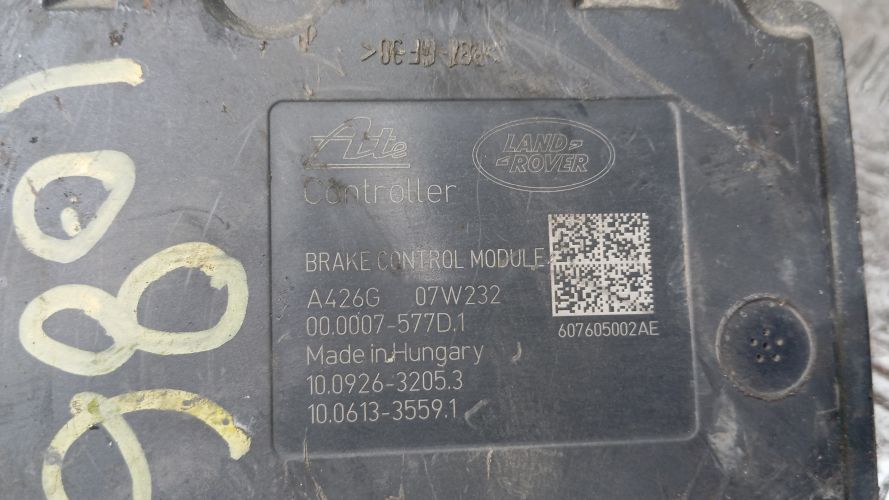 Ate
LAND-
-ROVER
Controller
BRAKE CONTROL MODULE
A426G 07W232
00.0007-577D.1
607605002AE
Made in Hungary
10.0926-3205.3
10.0613-3559.1